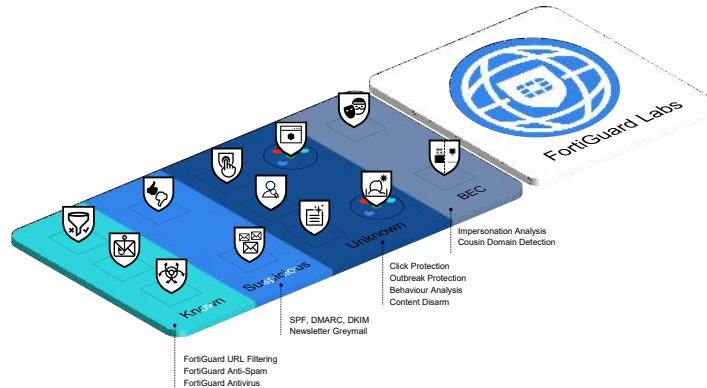 FortiGuard Labs
BEC
Impersonation Analysis
Cousin Domain Detection
Unknown
Click Protection
Outbreak Protection
Behaviour Analysis
Content Disarm
Suspicious
SPF, DMARC, DKIM
Newsletter Greymail
Known
FortiGuard URL Filtering
FortiGuard Anti-Spam
FortiGuard Antivirus